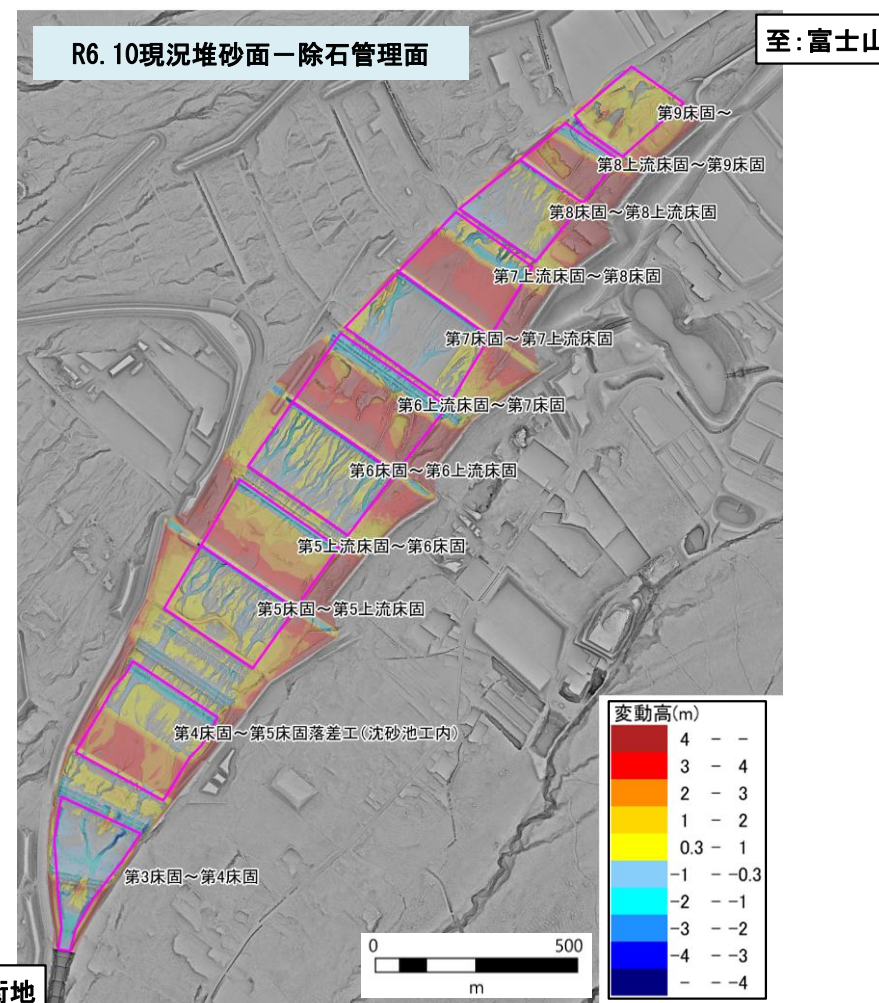 R6.10現況堆砂面－除石管理面
至：富士山
第9床固～
第8上流床固～第9床固
第8床固～第8上流床固
第7上流床固～第8床固
第7床固～第7上流床固
第6上流床固～第7床固
第6床固～第6上流床固
第5上流床固～第6床固
第5床固～第5上流床固
第4床固～第5床固落差工(沈砂池工内)
第3床固～第4床固
変動高(m)
4 - -
3 - 4
2 - 3
1 - 2
0.3 - 1
-1 - -0.3
-2 - -1
-3 - -2
-4 - -3
- - -4
0 500
m
街地